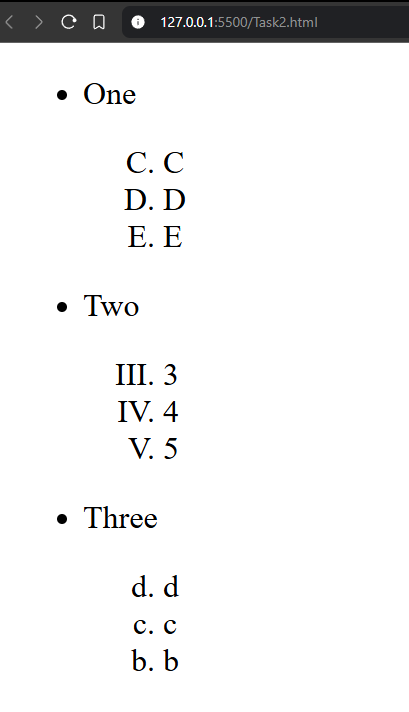 127.0.0.1:5500/Task2.html
• One
C. C
D. D
E. E
• Two
III. 3
IV. 4
V. 5
• Three
d. d
c. c
b. b